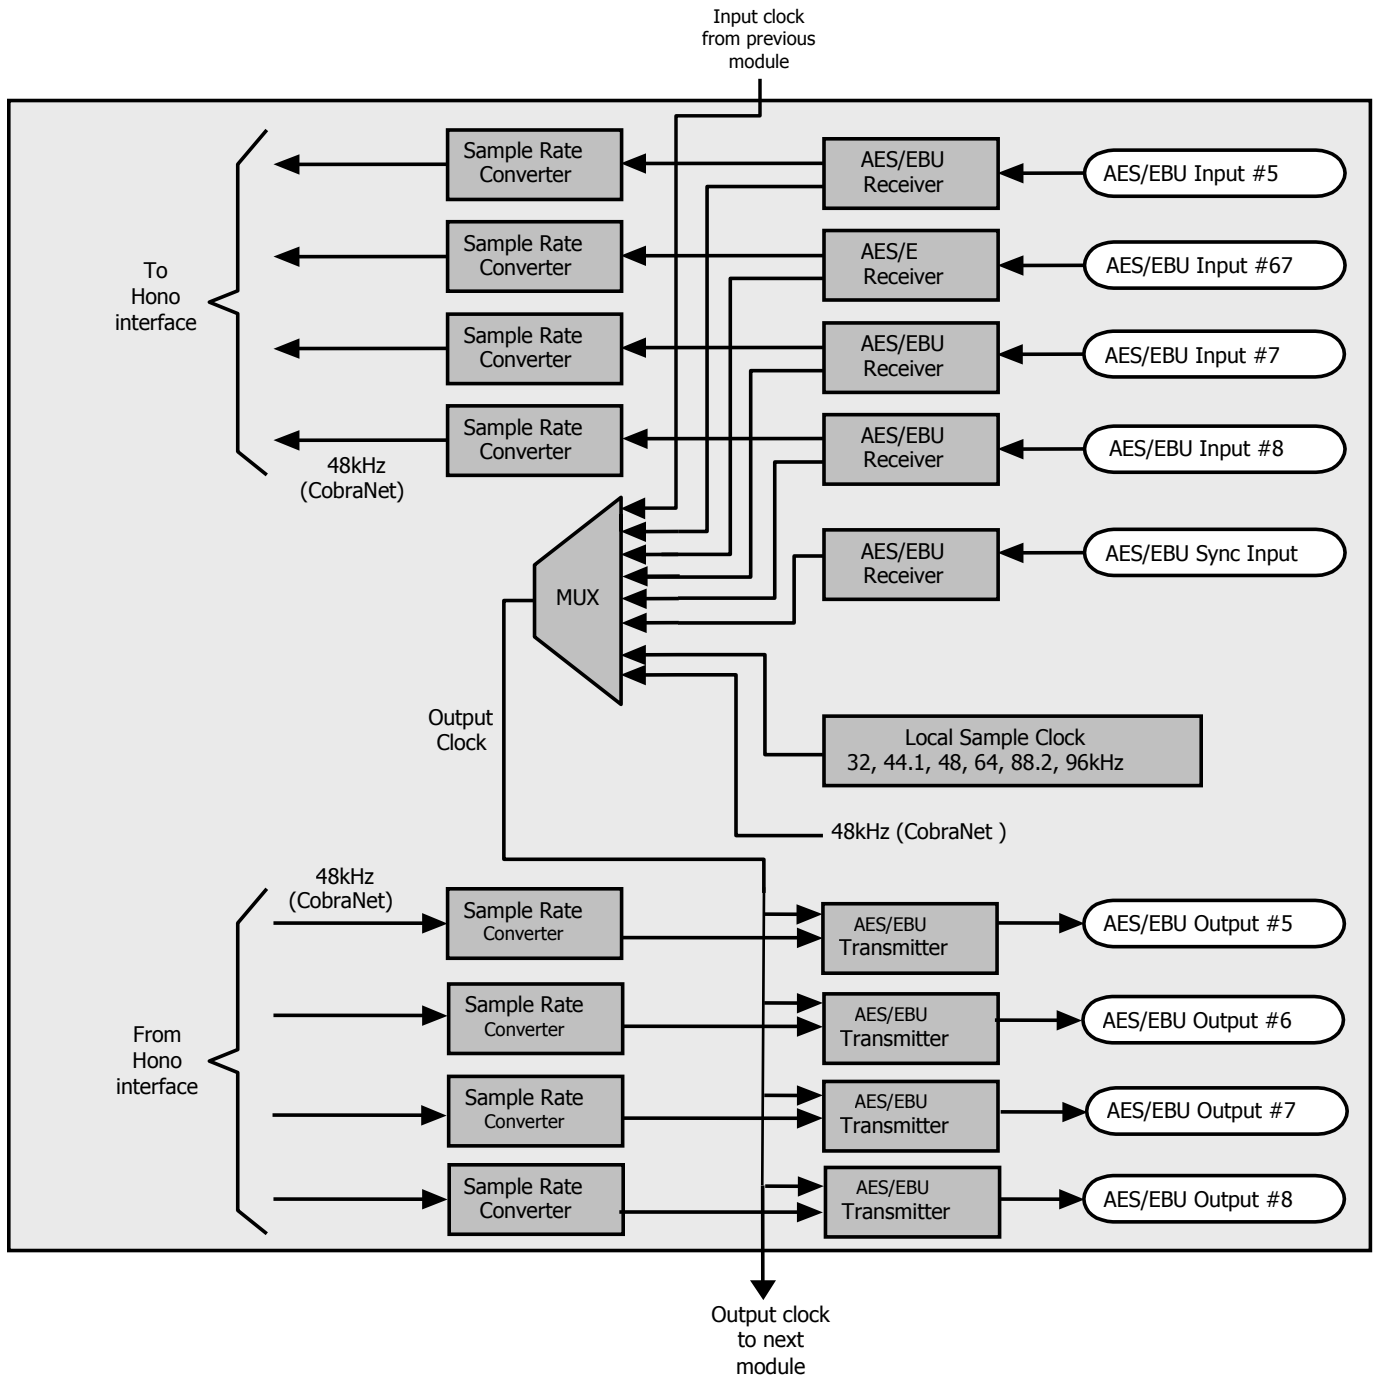 Input clock
from previous
module
Sample Rate
Converter
AES/EBU
Receiver
AES/EBU Input #5
Sample Rate
Converter
AES/E
Receiver
AES/EBU Input #67
To
Hono
interface
Sample Rate
Converter
AES/EBU
Receiver
AES/EBU Input #7
Sample Rate
Converter
AES/EBU
Receiver
AES/EBU Input #8
48kHz
(CobraNet)
AES/EBU
Receiver
AES/EBU Sync Input
MUX
Output
Clock
Local Sample Clock
32, 44.1, 48, 64, 88.2, 96kHz
48kHz (CobraNet )
48kHz
(CobraNet)
Sample Rate
Converter
AES/EBU
Transmitter
AES/EBU Output #5
Sample Rate
Converter
AES/EBU
Transmitter
AES/EBU Output #6
From
Hono
interface
Sample Rate
Converter
AES/EBU
Transmitter
AES/EBU Output #7
Sample Rate
Converter
AES/EBU
Transmitter
AES/EBU Output #8
Output clock
to next
module